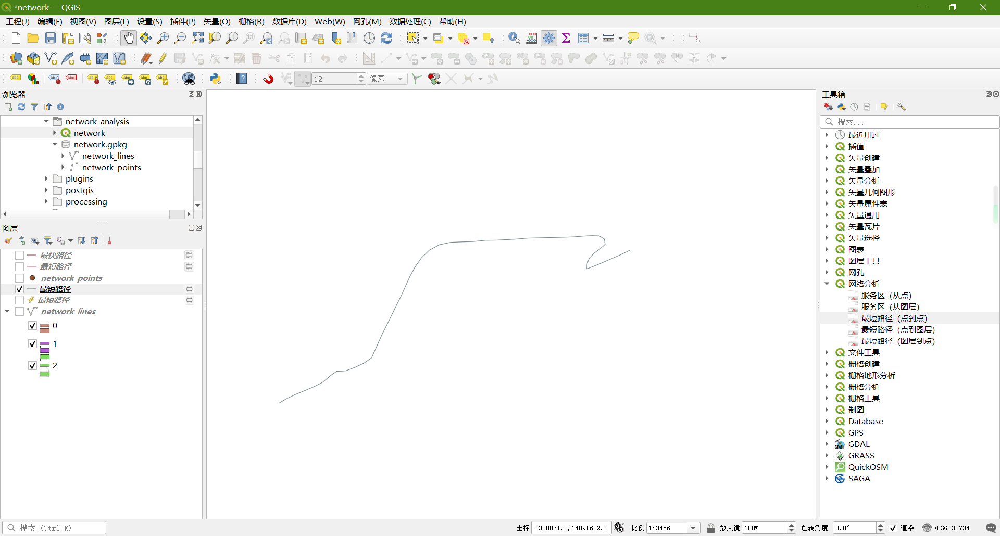 *network — QGIS
工程(J) 编辑(E) 视图(V) 图层(L) 设置(S) 插件(P) 矢量(O) 栅格(R) 数据库(D) Web(W) 网孔(M) 数据处理(C) 帮助(H)
12 像素
浏览器
network_analysis
network
network.gpkg
network_lines
network_points
plugins
postgis
processing
图层
最快路径
最短路径
network_points
最短路径
最短路径
network_lines
0
1
2
工具箱
搜索...
最近用过
插值
矢量创建
矢量叠加
矢量分析
矢量几何图形
矢量属性表
矢量通用
矢量瓦片
矢量选择
图表
图层工具
网孔
网络分析
服务区（从点）
服务区（从图层）
最短路径（点到点）
最短路径（点到图层）
最短路径（图层到点）
文件工具
栅格创建
栅格地形分析
栅格分析
栅格工具
制图
Database
GPS
GDAL
GRASS
QuickOSM
SAGA
搜索 (Ctrl+K) 坐标 -338071.8,14891622.3 比例 1:3456 放大镜 100% 旋转角度 0.0° 渲染 EPSG:32734